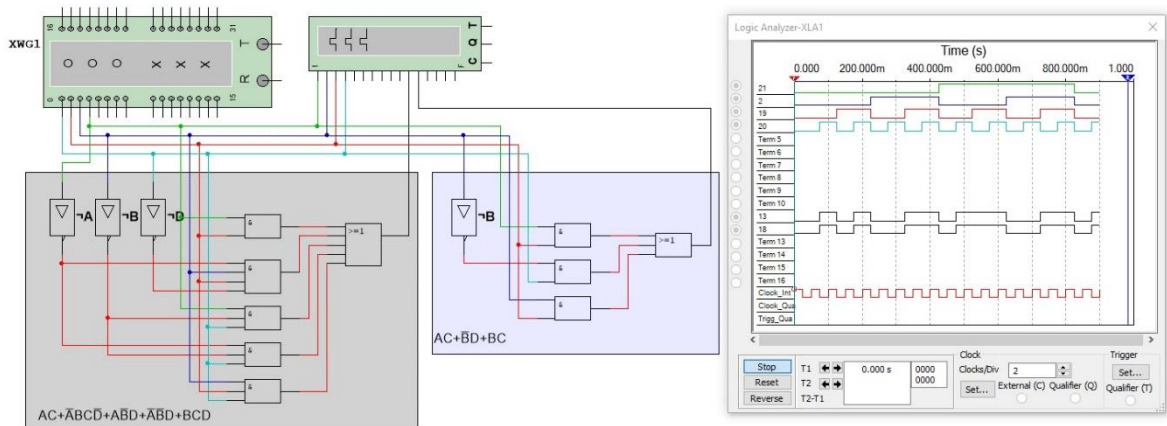 XWG1
16
31
O O O
X X X
T
R
0
15
1
F
C Q T
¬A
¬B
¬D
&
&
&
&
&
>=1
AC+A̅BCD̅+AB̅D+A̅B̅D+BCD
¬B
&
&
&
>=1
AC+B̅D+BC
Logic Analyzer-XLA1
Time (s)
0.000 200.000m 400.000m 600.000m 800.000m 1.000
21
2
19
20
Term 5
Term 6
Term 7
Term 8
Term 9
Term 10
13
18
Term 13
Term 14
Term 15
Term 16
Clock_Int
Clock_Qua
Trigg_Qua
Stop
Reset
Reverse
T1
T2
T2-T1
0.000 s
0000
0000
Clock
Clocks/Div 2
Set...
External (C)
Qualifier (Q)
Trigger
Set...
Qualifier (T)